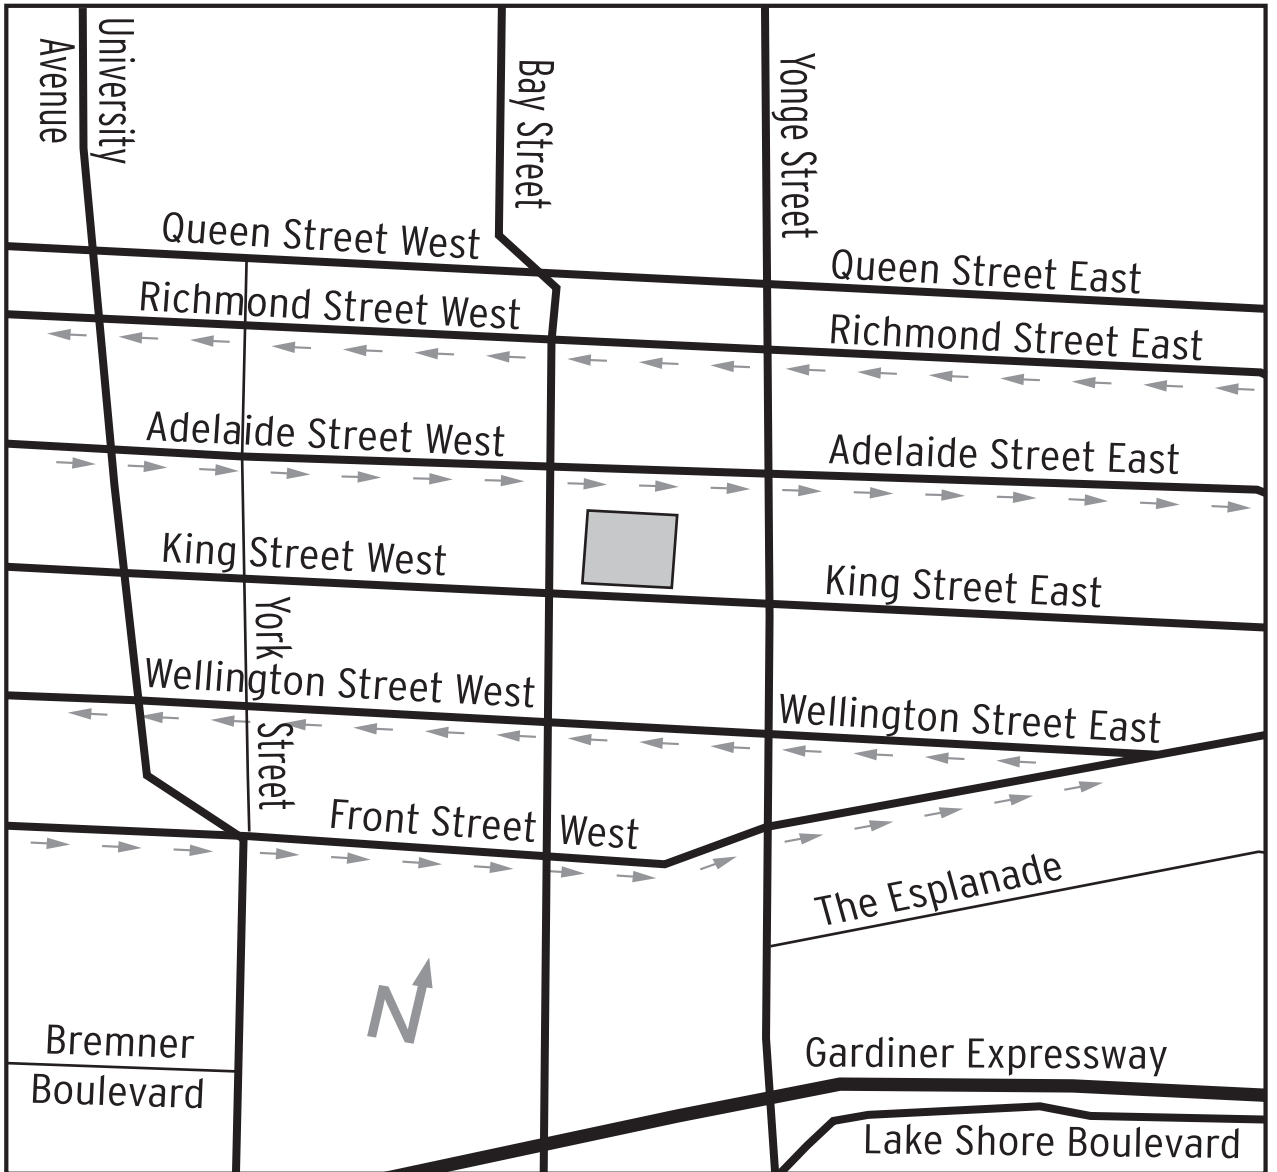 University
Avenue
Bay Street
Yonge Street
Queen Street West
Queen Street East
Richmond Street West
Richmond Street East
Adelaide Street West
Adelaide Street East
King Street West
King Street East
York Street
Wellington Street West
Wellington Street East
Front Street West
The Esplanade
N
Bremner
Boulevard
Gardiner Expressway
Lake Shore Boulevard